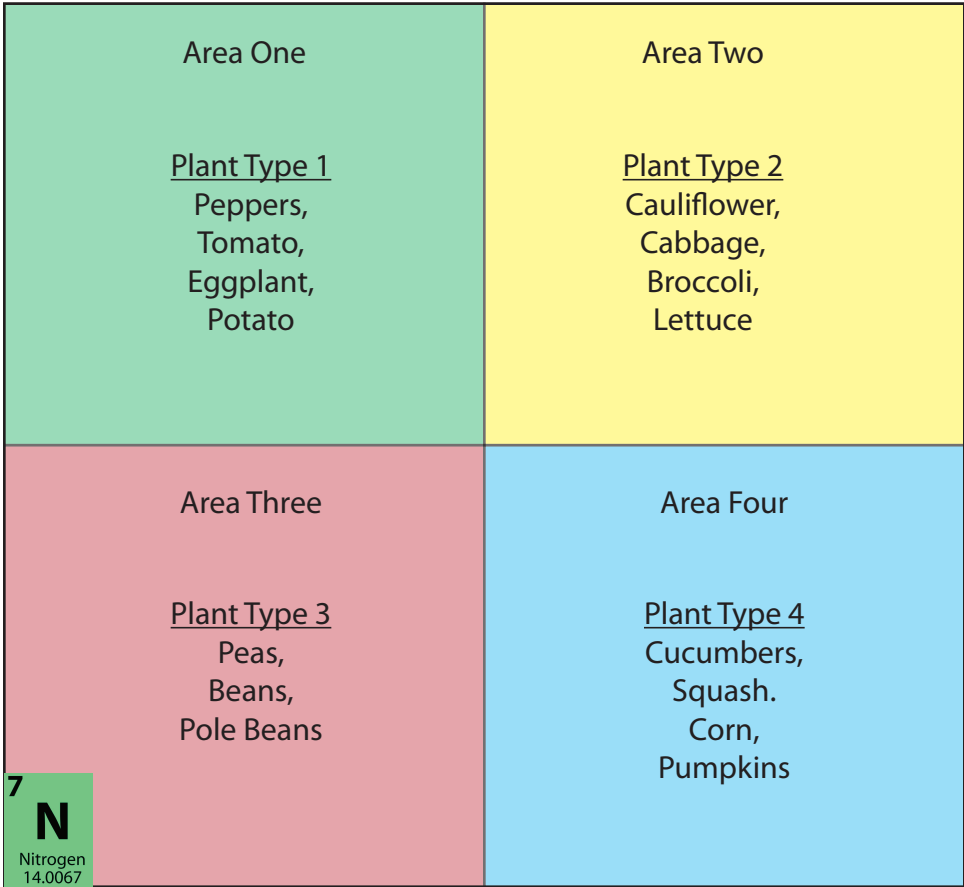 Area One
Plant Type 1
Peppers,
Tomato,
Eggplant,
Potato
Area Two
Plant Type 2
Cauliflower,
Cabbage,
Broccoli,
Lettuce
Area Three
Plant Type 3
Peas,
Beans,
Pole Beans
7
N
Nitrogen
14.0067
Area Four
Plant Type 4
Cucumbers,
Squash.
Corn,
Pumpkins